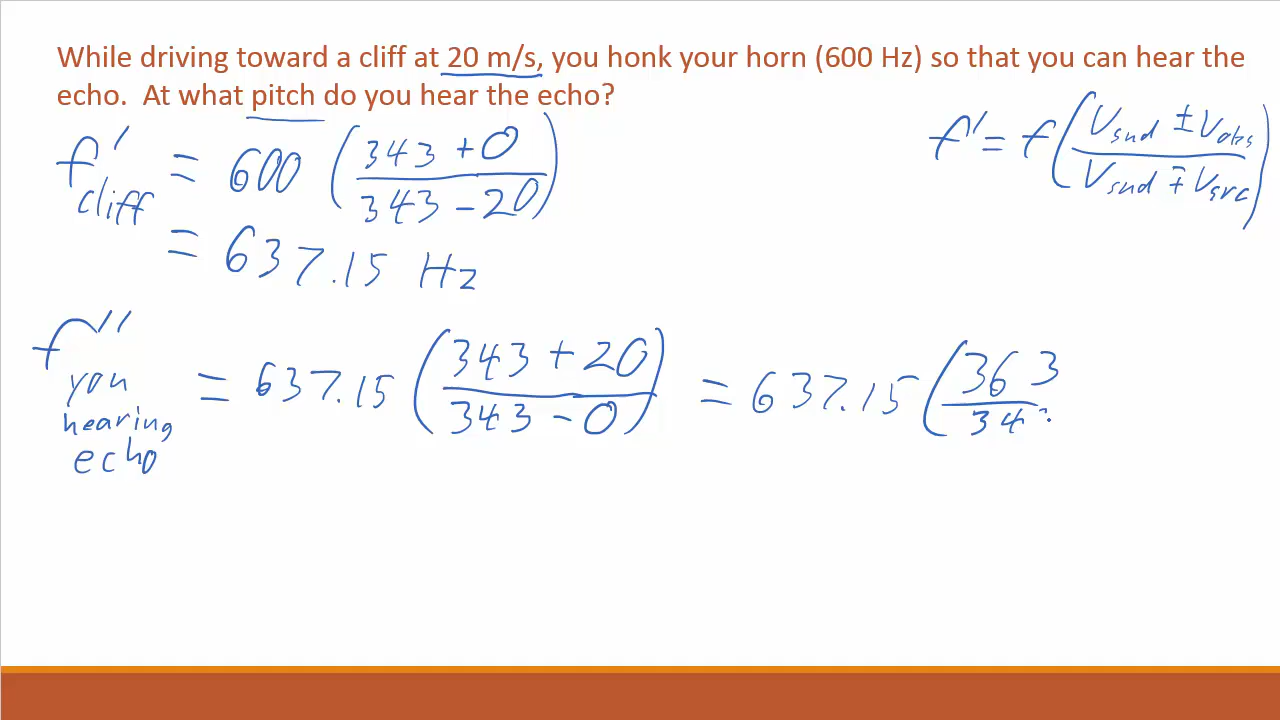 While driving toward a cliff at 20 m/s, you honk your horn (600 Hz) so that you can hear the
echo. At what pitch do you hear the echo?
f' = f(Vsnd ± Vobs / Vsnd ∓ Vsrc)
f'cliff = 600 (343 + 0 / 343 - 20)
= 637.15 Hz
f'' you hearing echo = 637.15 (343 + 20 / 343 - 0) = 637.15 (363 / 34